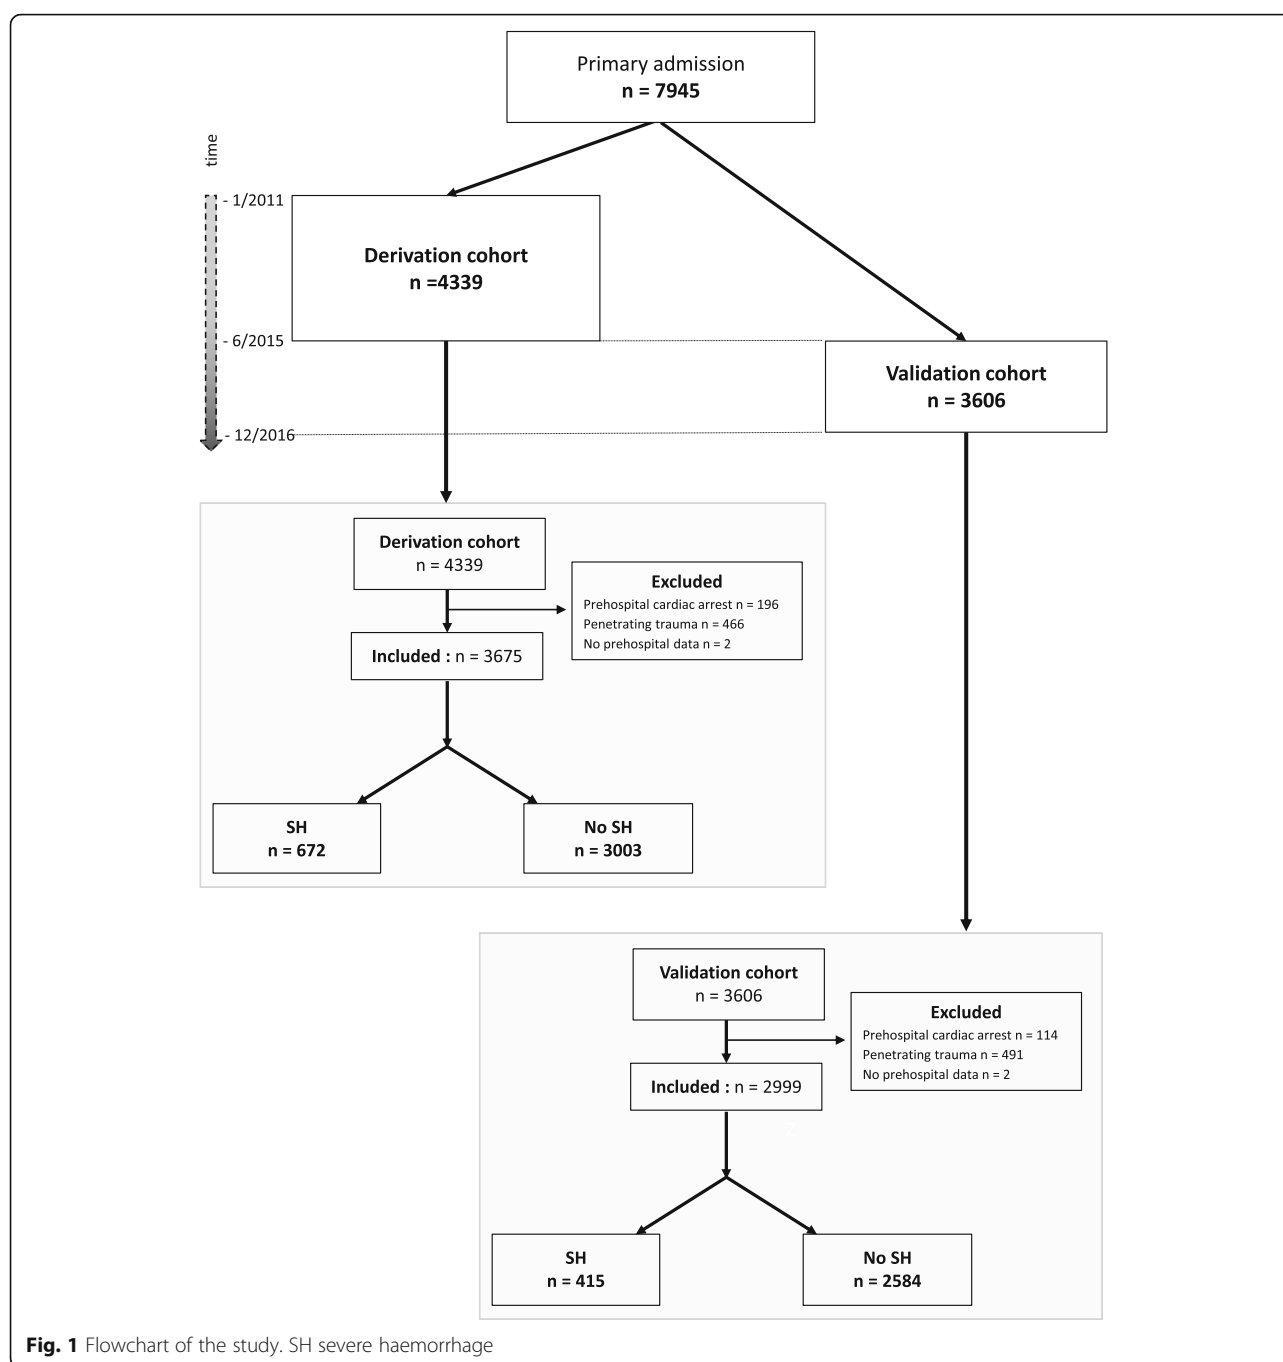 Primary admission
n = 7945
time
- 1/2011
Derivation cohort
n =4339
- 6/2015
Validation cohort
n = 3606
- 12/2016
Derivation cohort
n = 4339
Excluded
Prehospital cardiac arrest n = 196
Penetrating trauma n = 466
No prehospital data n = 2
Included : n = 3675
SH
n = 672
No SH
n = 3003
Validation cohort
n = 3606
Excluded
Prehospital cardiac arrest n = 114
Penetrating trauma n = 491
No prehospital data n = 2
Included : n = 2999
SH
n = 415
No SH
n = 2584
Fig. 1 Flowchart of the study. SH severe haemorrhage